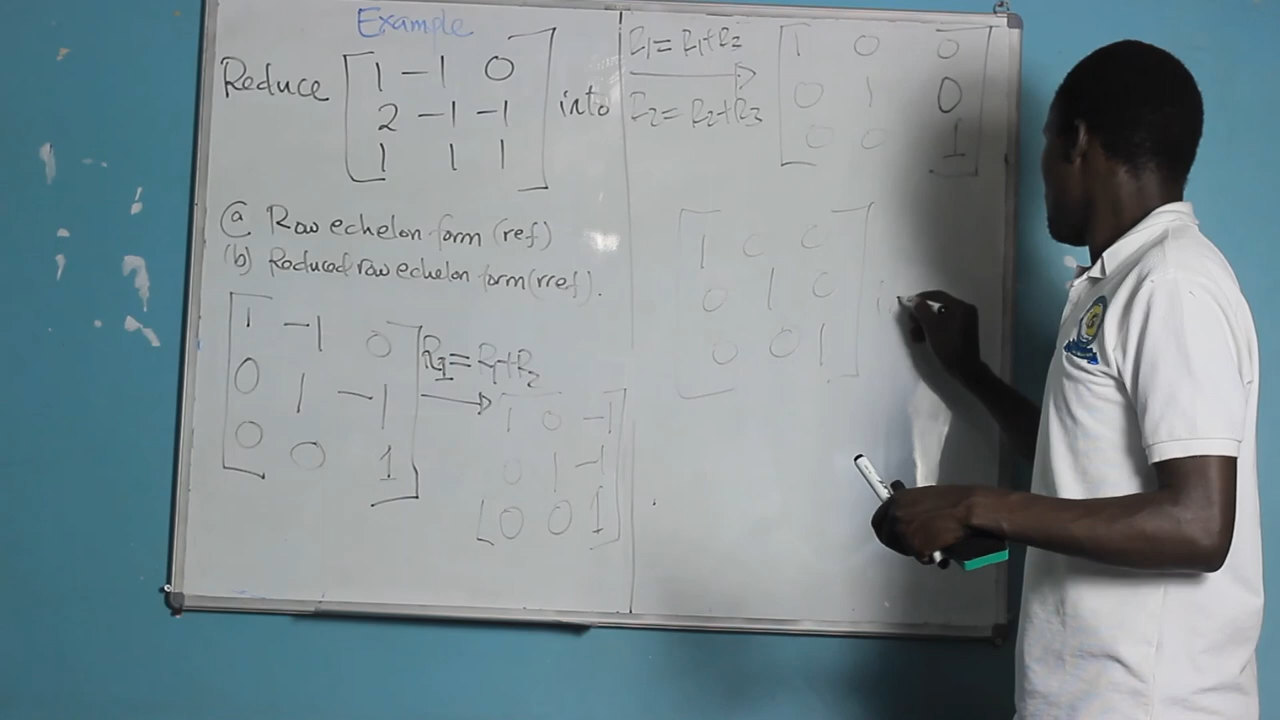 Example
Reduce [1 -1 0
2 -1 -1
1 1 1] into
(a) Row echelon form (ref)
(b) Reduced row echelon form (rref).
[1 -1 0
0 1 -1
0 0 1]
R1 = R1+R2
[1 0 -1
0 1 -1
0 0 1]
R1 = R1+R3
R2 = R2+R3
[1 0 0
0 1 0
0 0 1]
[1 0 0
0 1 0
0 0 1]